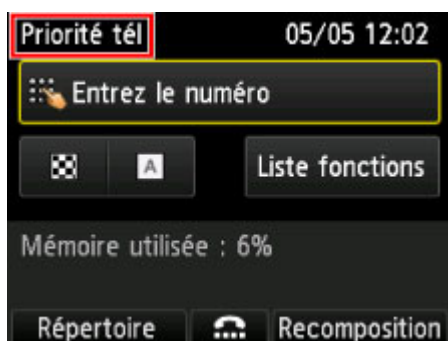 Priorité tél 05/05 12:02
Entrez le numéro
A Liste fonctions
Mémoire utilisée : 6%
Répertoire Recomposition